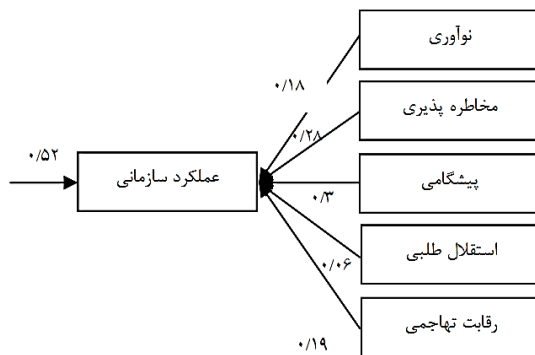 نوآوری
۰/۱۸
مخاطره پذیری
۰/۲۸
۰/۵۲
عملکرد سازمانی
پیشگامی
۰/۳
استقلال طلبی
۰/۰۶
رقابت تهاجمی
۰/۱۹